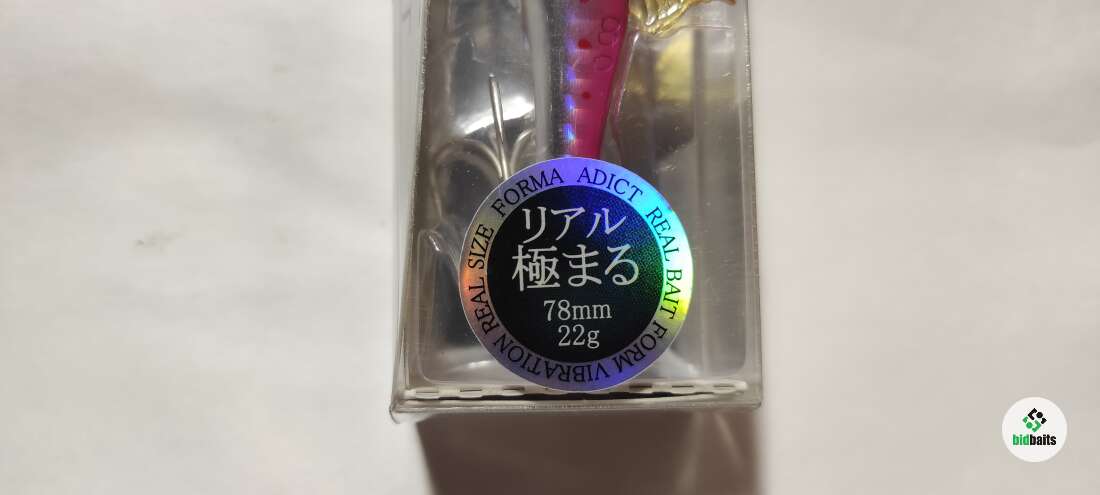 FORMA ADICT REAL BAIT FORM VIBRATION REAL SIZE
リアル
極まる
78mm
22g
bidbaits